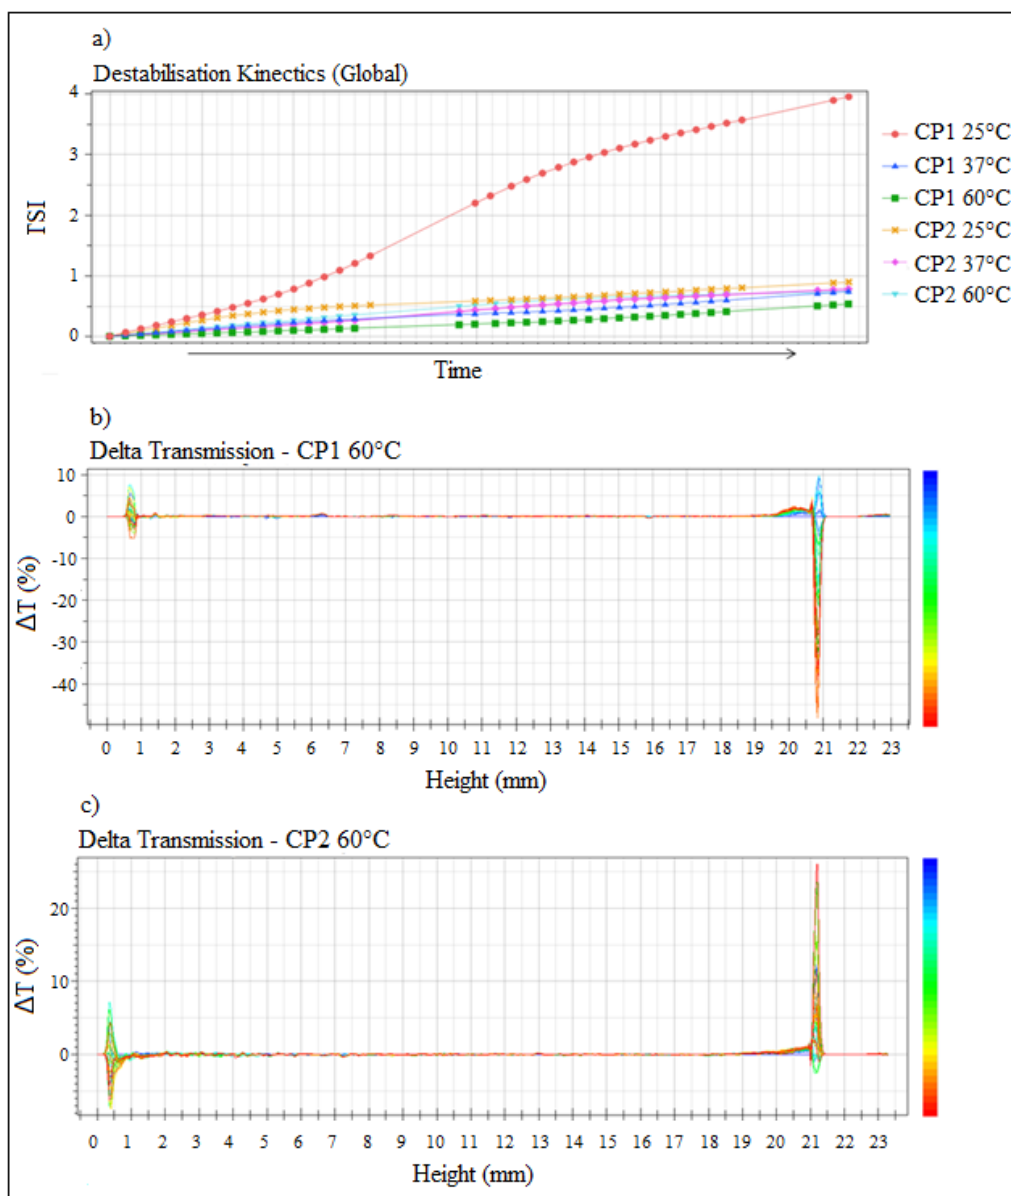 a)
Destabilisation Kinectics (Global)
4
3
2
1
0
TSI
Time
CP1 25°C
CP1 37°C
CP1 60°C
CP2 25°C
CP2 37°C
CP2 60°C
b)
Delta Transmission - CP1 60°C
10
0
-10
-20
-30
-40
ΔT (%)
0 1 2 3 4 5 6 7 8 9 10 11 12 13 14 15 16 17 18 19 20 21 22 23
Height (mm)
c)
Delta Transmission - CP2 60°C
20
10
0
ΔT (%)
0 1 2 3 4 5 6 7 8 9 10 11 12 13 14 15 16 17 18 19 20 21 22 23
Height (mm)